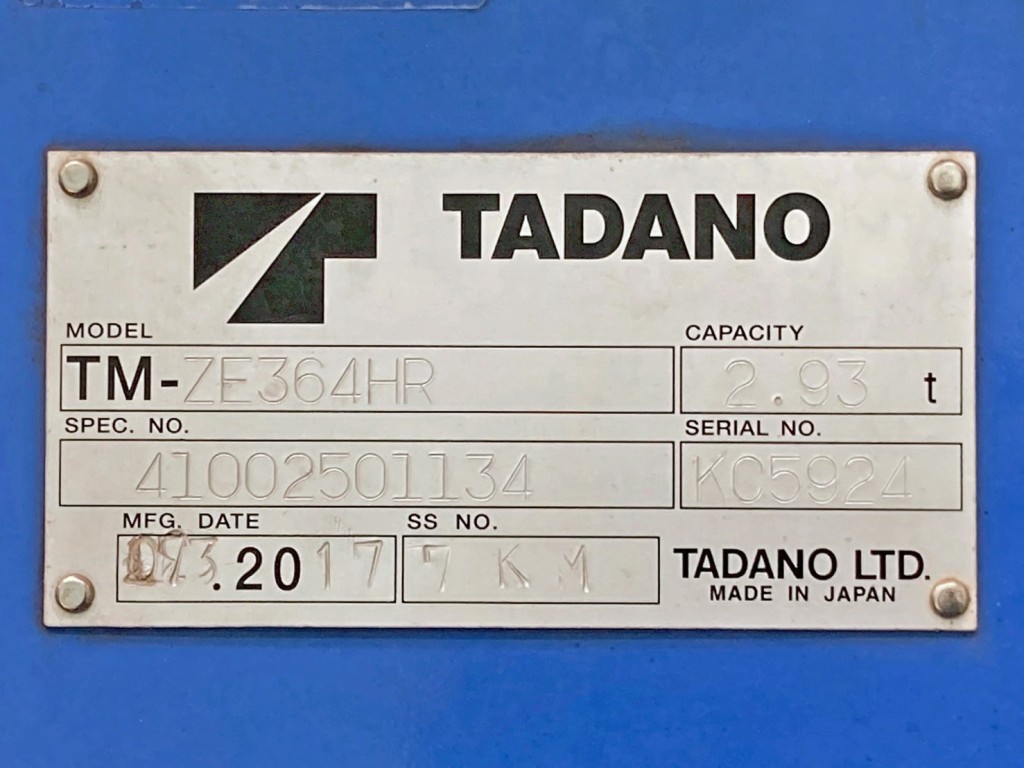 TADANO
MODEL
CAPACITY
TM-ZE364HR
2.93 t
SPEC. NO.
SERIAL NO.
41002501134
KC5924
MFG. DATE
SS NO.
.2017
7 K M
TADANO LTD.
MADE IN JAPAN